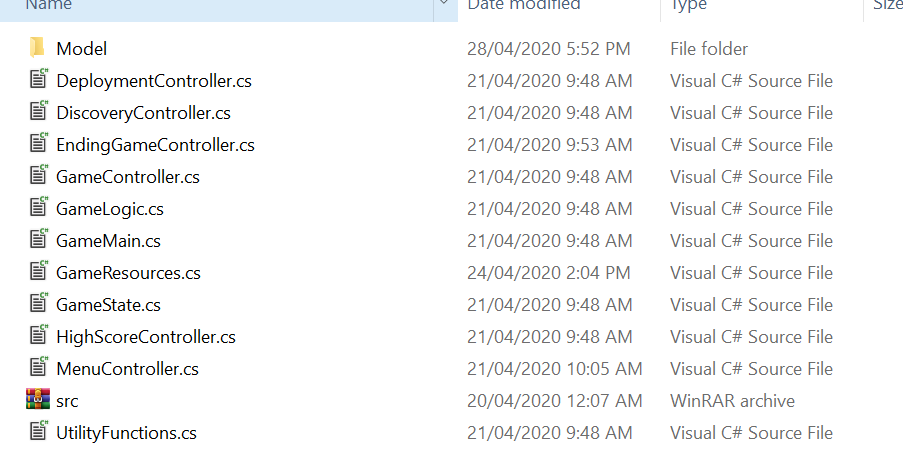 Name Date modified Type Size
Model 28/04/2020 5:52 PM File folder
DeploymentController.cs 21/04/2020 9:48 AM Visual C# Source File
DiscoveryController.cs 21/04/2020 9:48 AM Visual C# Source File
EndingGameController.cs 21/04/2020 9:53 AM Visual C# Source File
GameController.cs 21/04/2020 9:48 AM Visual C# Source File
GameLogic.cs 21/04/2020 9:48 AM Visual C# Source File
GameMain.cs 21/04/2020 9:48 AM Visual C# Source File
GameResources.cs 24/04/2020 2:04 PM Visual C# Source File
GameState.cs 21/04/2020 9:48 AM Visual C# Source File
HighScoreController.cs 21/04/2020 9:48 AM Visual C# Source File
MenuController.cs 21/04/2020 10:05 AM Visual C# Source File
src 20/04/2020 12:07 AM WinRAR archive
UtilityFunctions.cs 21/04/2020 9:48 AM Visual C# Source File